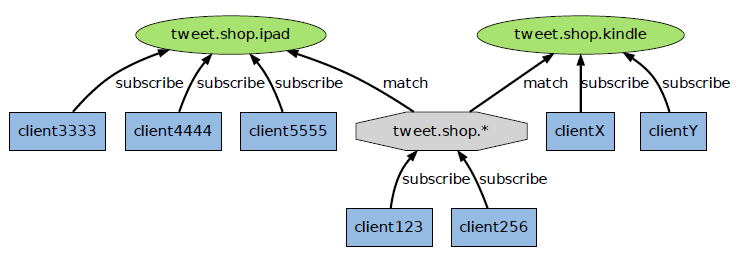 tweet.shop.ipad
tweet.shop.kindle
subscribe
subscribe
subscribe
match
match
subscribe
subscribe
client3333
client4444
client5555
tweet.shop.*
clientX
clientY
subscribe
subscribe
client123
client256